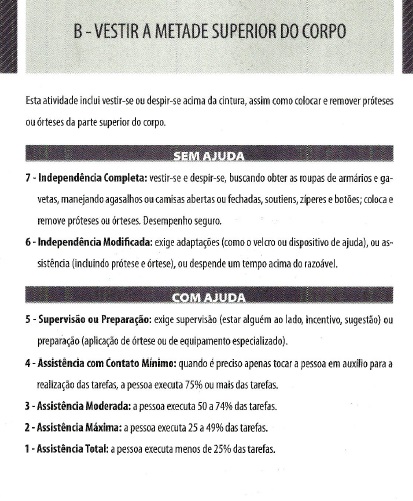 B - VESTIR A METADE SUPERIOR DO CORPO
Esta atividade inclui vestir-se ou despir-se acima da cintura, assim como colocar e remover próteses
ou órteses da parte superior do corpo.
SEM AJUDA
7 - Independência Completa: vestir-se e despir-se, buscando obter as roupas de armários e ga-
vetas, manejando agasalhos ou camisas abertas ou fechadas, soutiens, zíperes e botões; coloca e
remove próteses ou órteses. Desempenho seguro.
6 - Independência Modificada: exige adaptações (como o velcro ou dispositivo de ajuda), ou as-
sistência (incluindo prótese e órtese), ou despende um tempo acima do razoável.
COM AJUDA
5 - Supervisão ou Preparação: exige supervisão (estar alguém ao lado, incentivo, sugestão) ou
preparação (aplicação de órtese ou de equipamento especializado).
4 - Assistência com Contato Mínimo: quando é preciso apenas tocar a pessoa em auxílio para a
realização das tarefas, a pessoa executa 75% ou mais das tarefas.
3 - Assistência Moderada: a pessoa executa 50 a 74% das tarefas.
2 - Assistência Máxima: a pessoa executa 25 a 49% das tarefas.
1 - Assistência Total: a pessoa executa menos de 25% das tarefas.